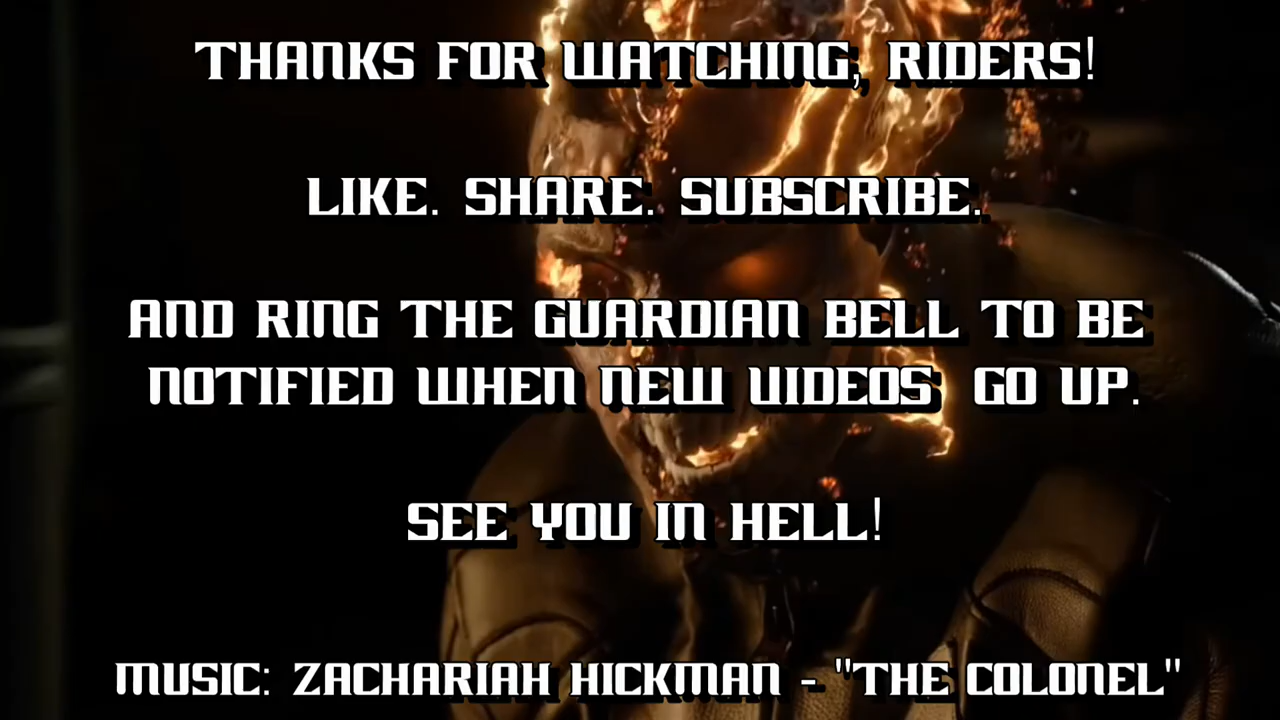 THANKS FOR WATCHING, RIDERS!
LIKE. SHARE. SUBSCRIBE.
AND RING THE GUARDIAN BELL TO BE
NOTIFIED WHEN NEW VIDEOS GO UP.
SEE YOU IN HELL!
MUSIC: ZACHARIAH HICKMAN - "THE COLONEL"